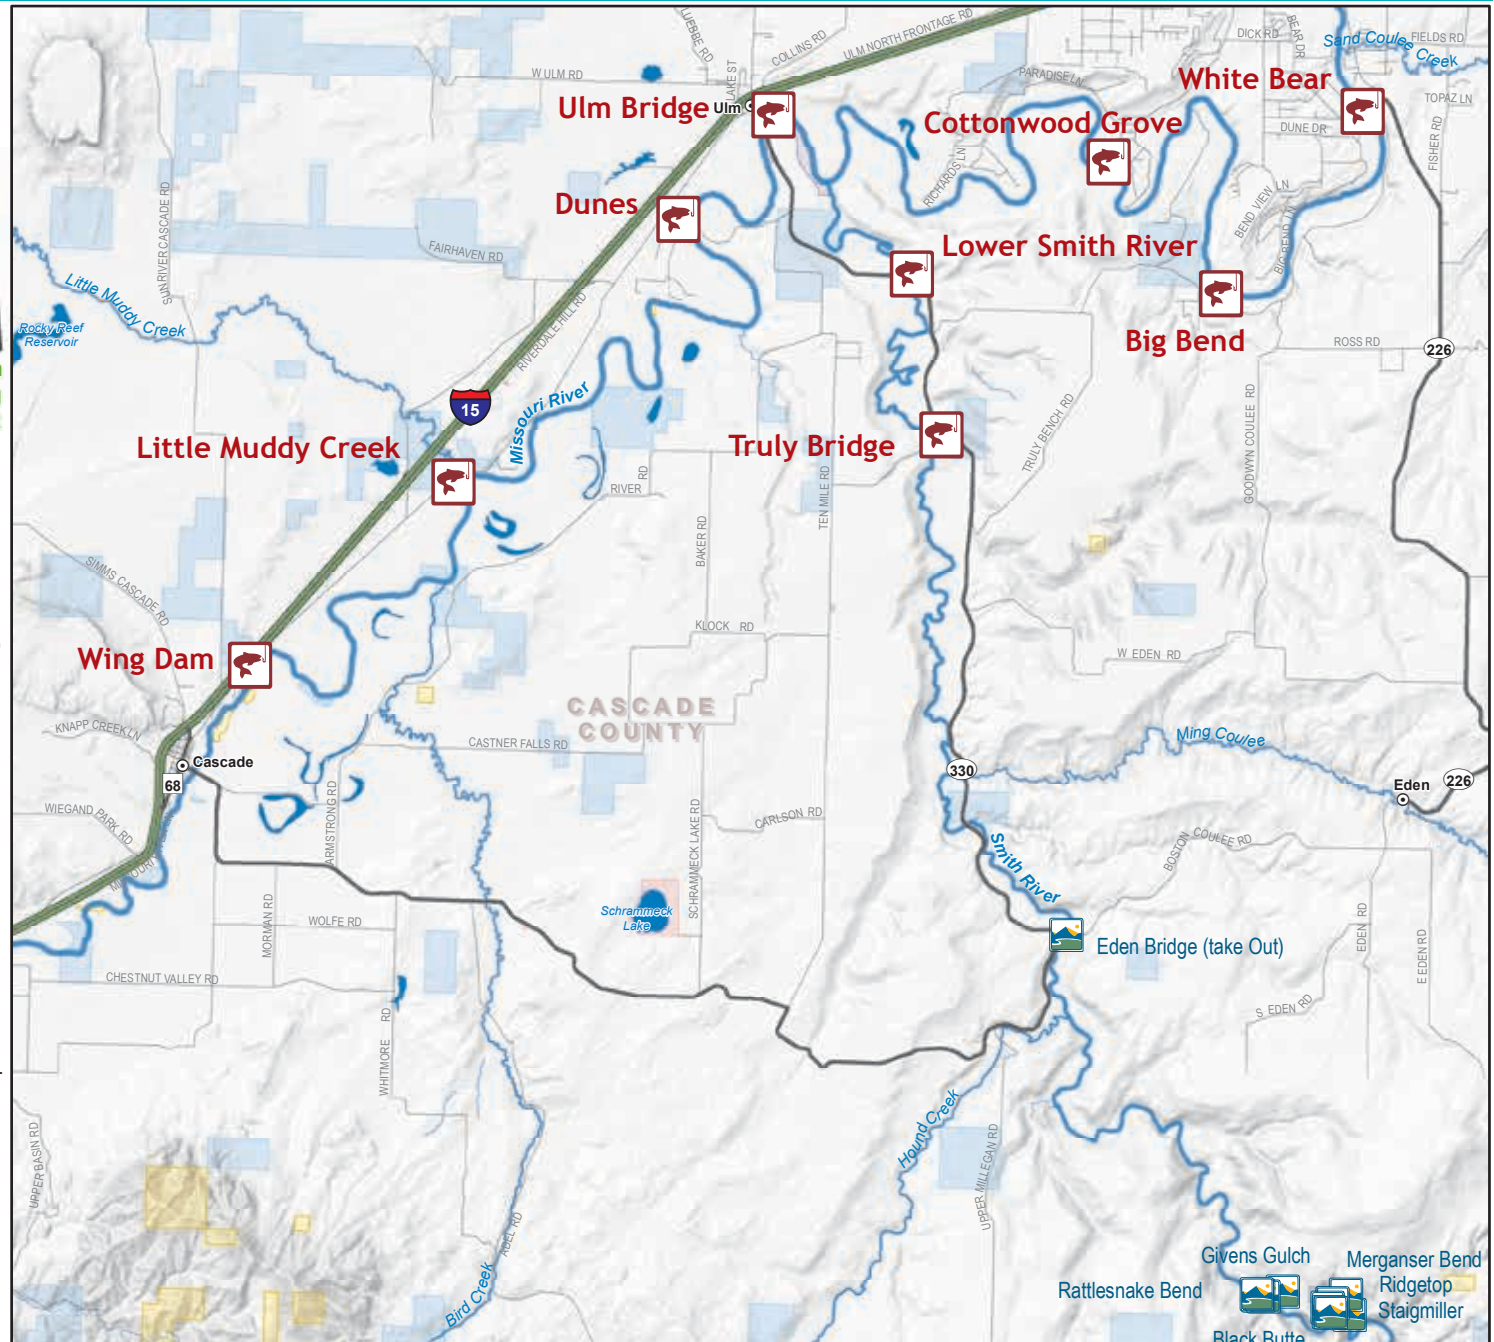 LUEBBE RD
COLLINS RD
ULM NORTH FRONTAGE RD
DICK RD
BEAR DR
Sand Coulee
Creek
FIELDS RD
W ULM RD
LAKE ST
PARADISE LN
White Bear
TOPAZ LN
Ulm Bridge
Ulm
Cottonwood Grove
DUNE DR
FISHER RD
SUN RIVER CASCADE RD
RICHARDS LN
BEND VIEW LN
BIG BEND LN
Dunes
FAIRHAVEN RD
Lower Smith River
Little Muddy Creek
Rocky Reef
Reservoir
RIVERDALE HILL RD
Big Bend
ROSS RD
226
15
Missouri River
GOODWYN COULEE RD
TRULY BENCH RD
Little Muddy Creek
Truly Bridge
RIVER RD
TEN MILE RD
BAKER RD
SIMMS CASCADE RD
KLOCK RD
Wing Dam
W EDEN RD
CASCADE
COUNTY
KNAPP CREEK LN
CASTNER FALLS RD
Ming Coulee
Cascade
68
330
Eden
226
WIEGAND PARK RD
ARMSTRONG RD
SCHRAMMECK LAKE RD
CARLSON RD
BOSTON COULEE RD
Smith River
MORMAN RD
WOLFE RD
Schrammeck
Lake
EDEN RD
E EDEN RD
Eden Bridge (take Out)
CHESTNUT VALLEY RD
S EDEN RD
WHITMORE RD
UPPER BASIN RD
Hound Creek
UPPER MILLEGAN RD
ADEL RD
Bird Creek
Givens Gulch
Merganser Bend
Rattlesnake Bend
Ridgetop
Staigmiller
Black Butte